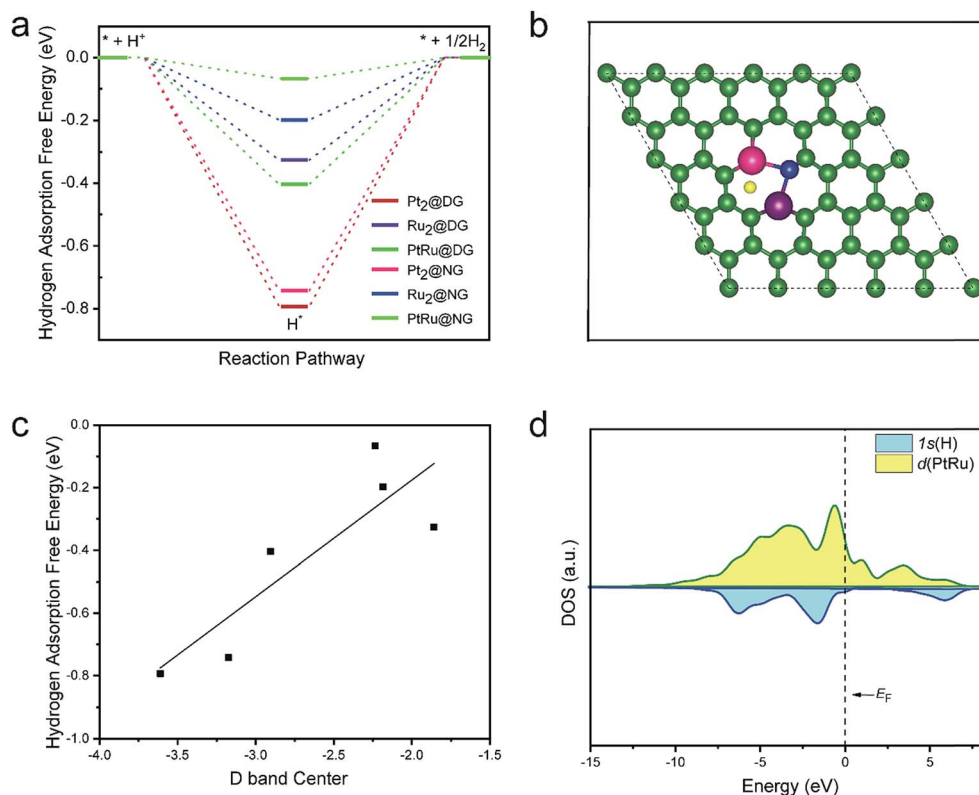 a
Hydrogen Adsorption Free Energy (eV)
0.0
-0.2
-0.4
-0.6
-0.8
* + H⁺
* + 1/2H₂
H*
Pt₂@DG
Ru₂@DG
PtRu@DG
Pt₂@NG
Ru₂@NG
PtRu@NG
Reaction Pathway
b
c
Hydrogen Adsorption Free Energy (eV)
0.0
-0.2
-0.4
-0.6
-0.8
-1.0
-4.0 -3.5 -3.0 -2.5 -2.0 -1.5
D band Center
d
DOS (a.u.)
1s(H)
d(PtRu)
E_F
-15 -10 -5 0 5
Energy (eV)